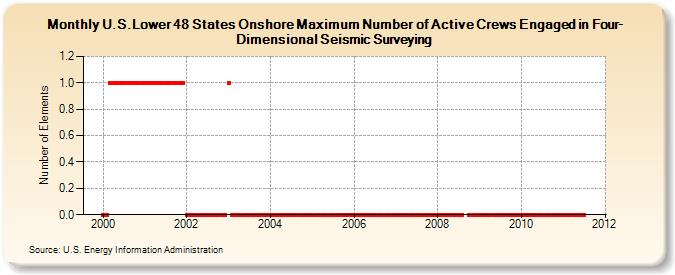 Monthly U.S. Lower 48 States Onshore Maximum Number of Active Crews Engaged in Four-
Dimensional Seismic Surveying
Number of Elements
1.2
1.0
0.8
0.6
0.4
0.2
0.0
2000 2002 2004 2006 2008 2010 2012
Source: U.S. Energy Information Administration